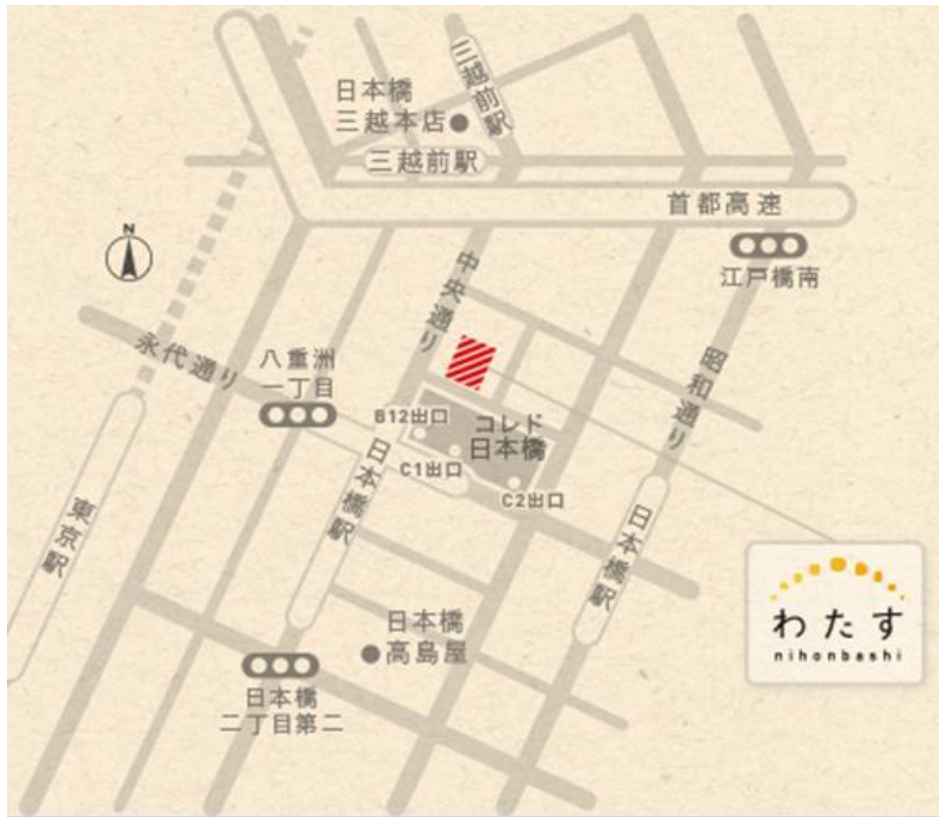 日本橋
三越本店
三越前駅
三越前駅
首都高速
N
江戸橋南
中央通り
永代通り
八重洲
一丁目
昭和通り
B12出口
コレド
日本橋
C1出口
C2出口
日本橋駅
日本橋駅
東京駅
わたす
nihonbashi
日本橋
高島屋
日本橋
二丁目第二